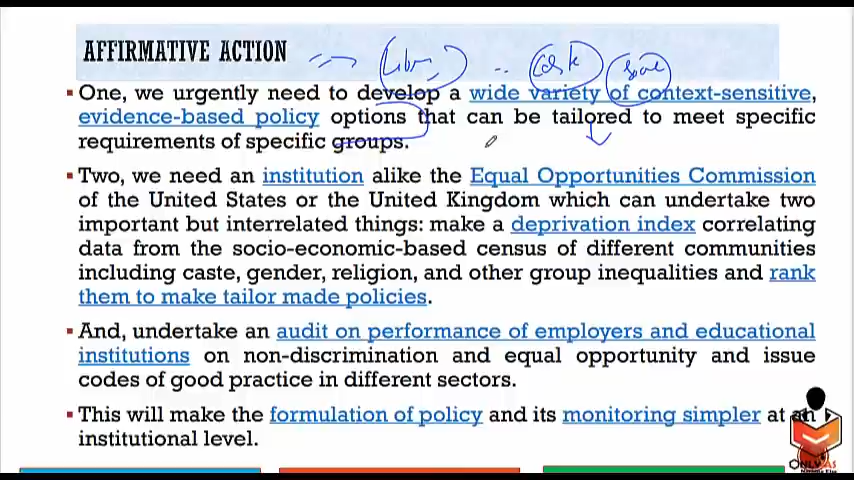 AFFIRMATIVE ACTION
One, we urgently need to develop a wide variety of context-sensitive,
evidence-based policy options that can be tailored to meet specific
requirements of specific groups.
Two, we need an institution alike the Equal Opportunities Commission
of the United States or the United Kingdom which can undertake two
important but interrelated things: make a deprivation index correlating
data from the socio-economic-based census of different communities
including caste, gender, religion, and other group inequalities and rank
them to make tailor made policies.
And, undertake an audit on performance of employers and educational
institutions on non-discrimination and equal opportunity and issue
codes of good practice in different sectors.
This will make the formulation of policy and its monitoring simpler at an
institutional level.